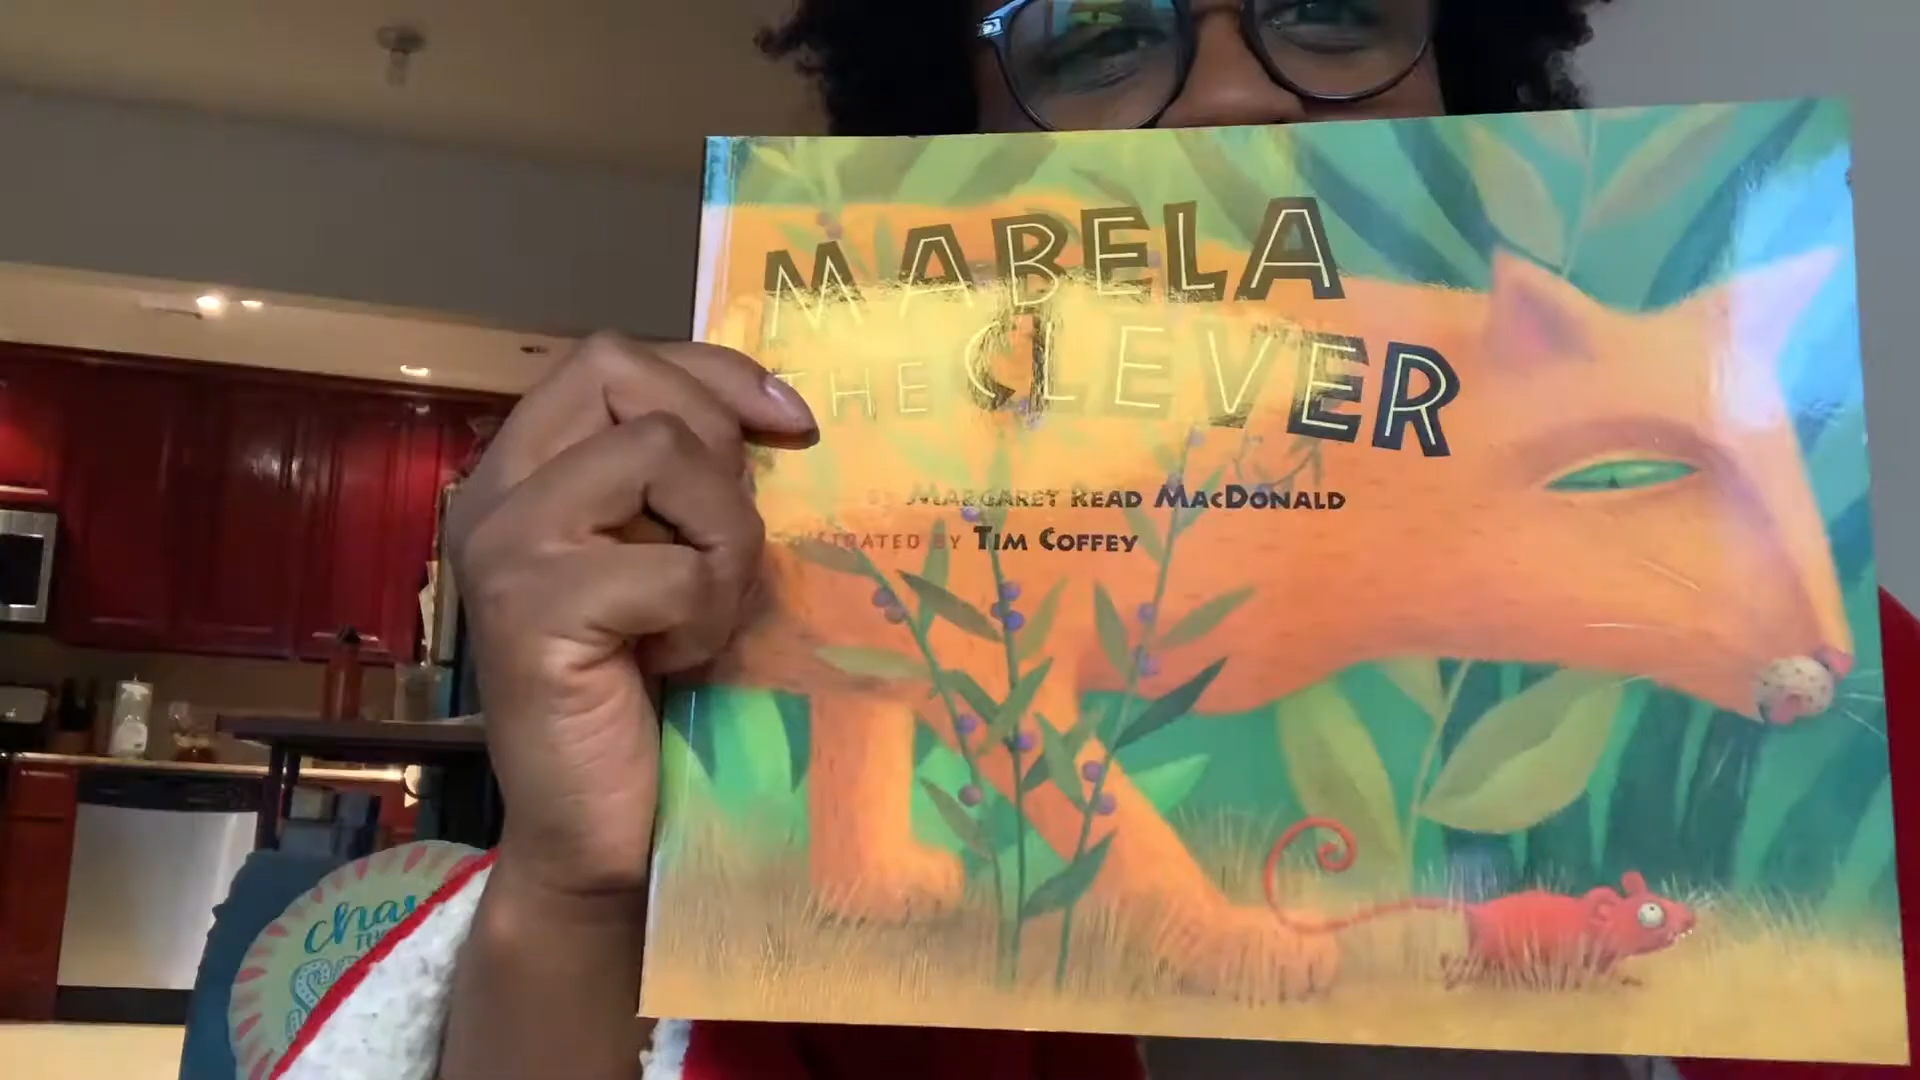 MABELA
THE CLEVER
BY MARGARET READ MACDONALD
ILLUSTRATED BY TIM COFFEY